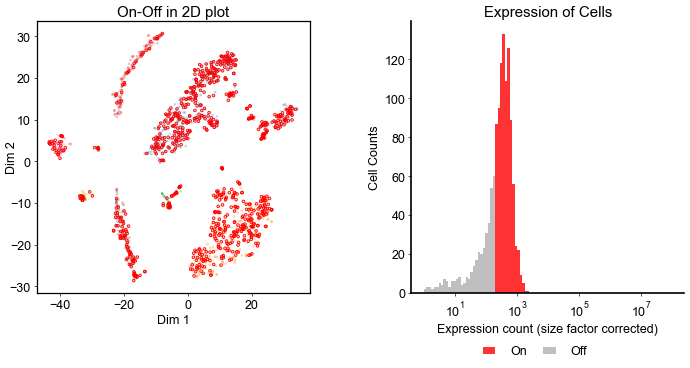 On-Off in 2D plot
30
20
10
0
−10
−20
−30
Dim 2
−40
−20
0
20
Dim 1
Expression of Cells
120
100
80
60
40
20
0
Cell Counts
10^1
10^3
10^5
10^7
Expression count (size factor corrected)
On
Off